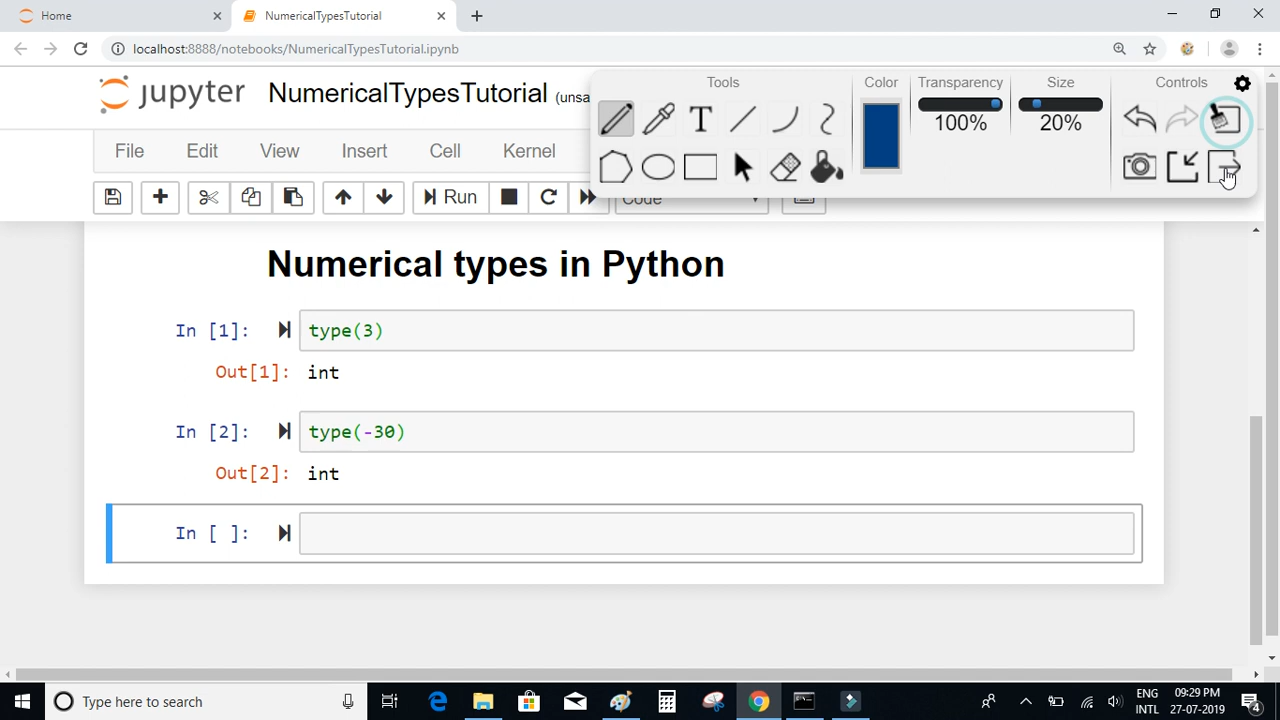 Home
NumericalTypesTutorial
localhost:8888/notebooks/NumericalTypesTutorial.ipynb
jupyter NumericalTypesTutorial (unsa
Tools Color Transparency Size Controls
100% 20%
T
File Edit View Insert Cell Kernel
Run Code
Numerical types in Python
In [1]: type(3)
Out[1]: int
In [2]: type(-30)
Out[2]: int
In [ ]:
Type here to search
ENG
INTL
09:29 PM
27-07-2019
4